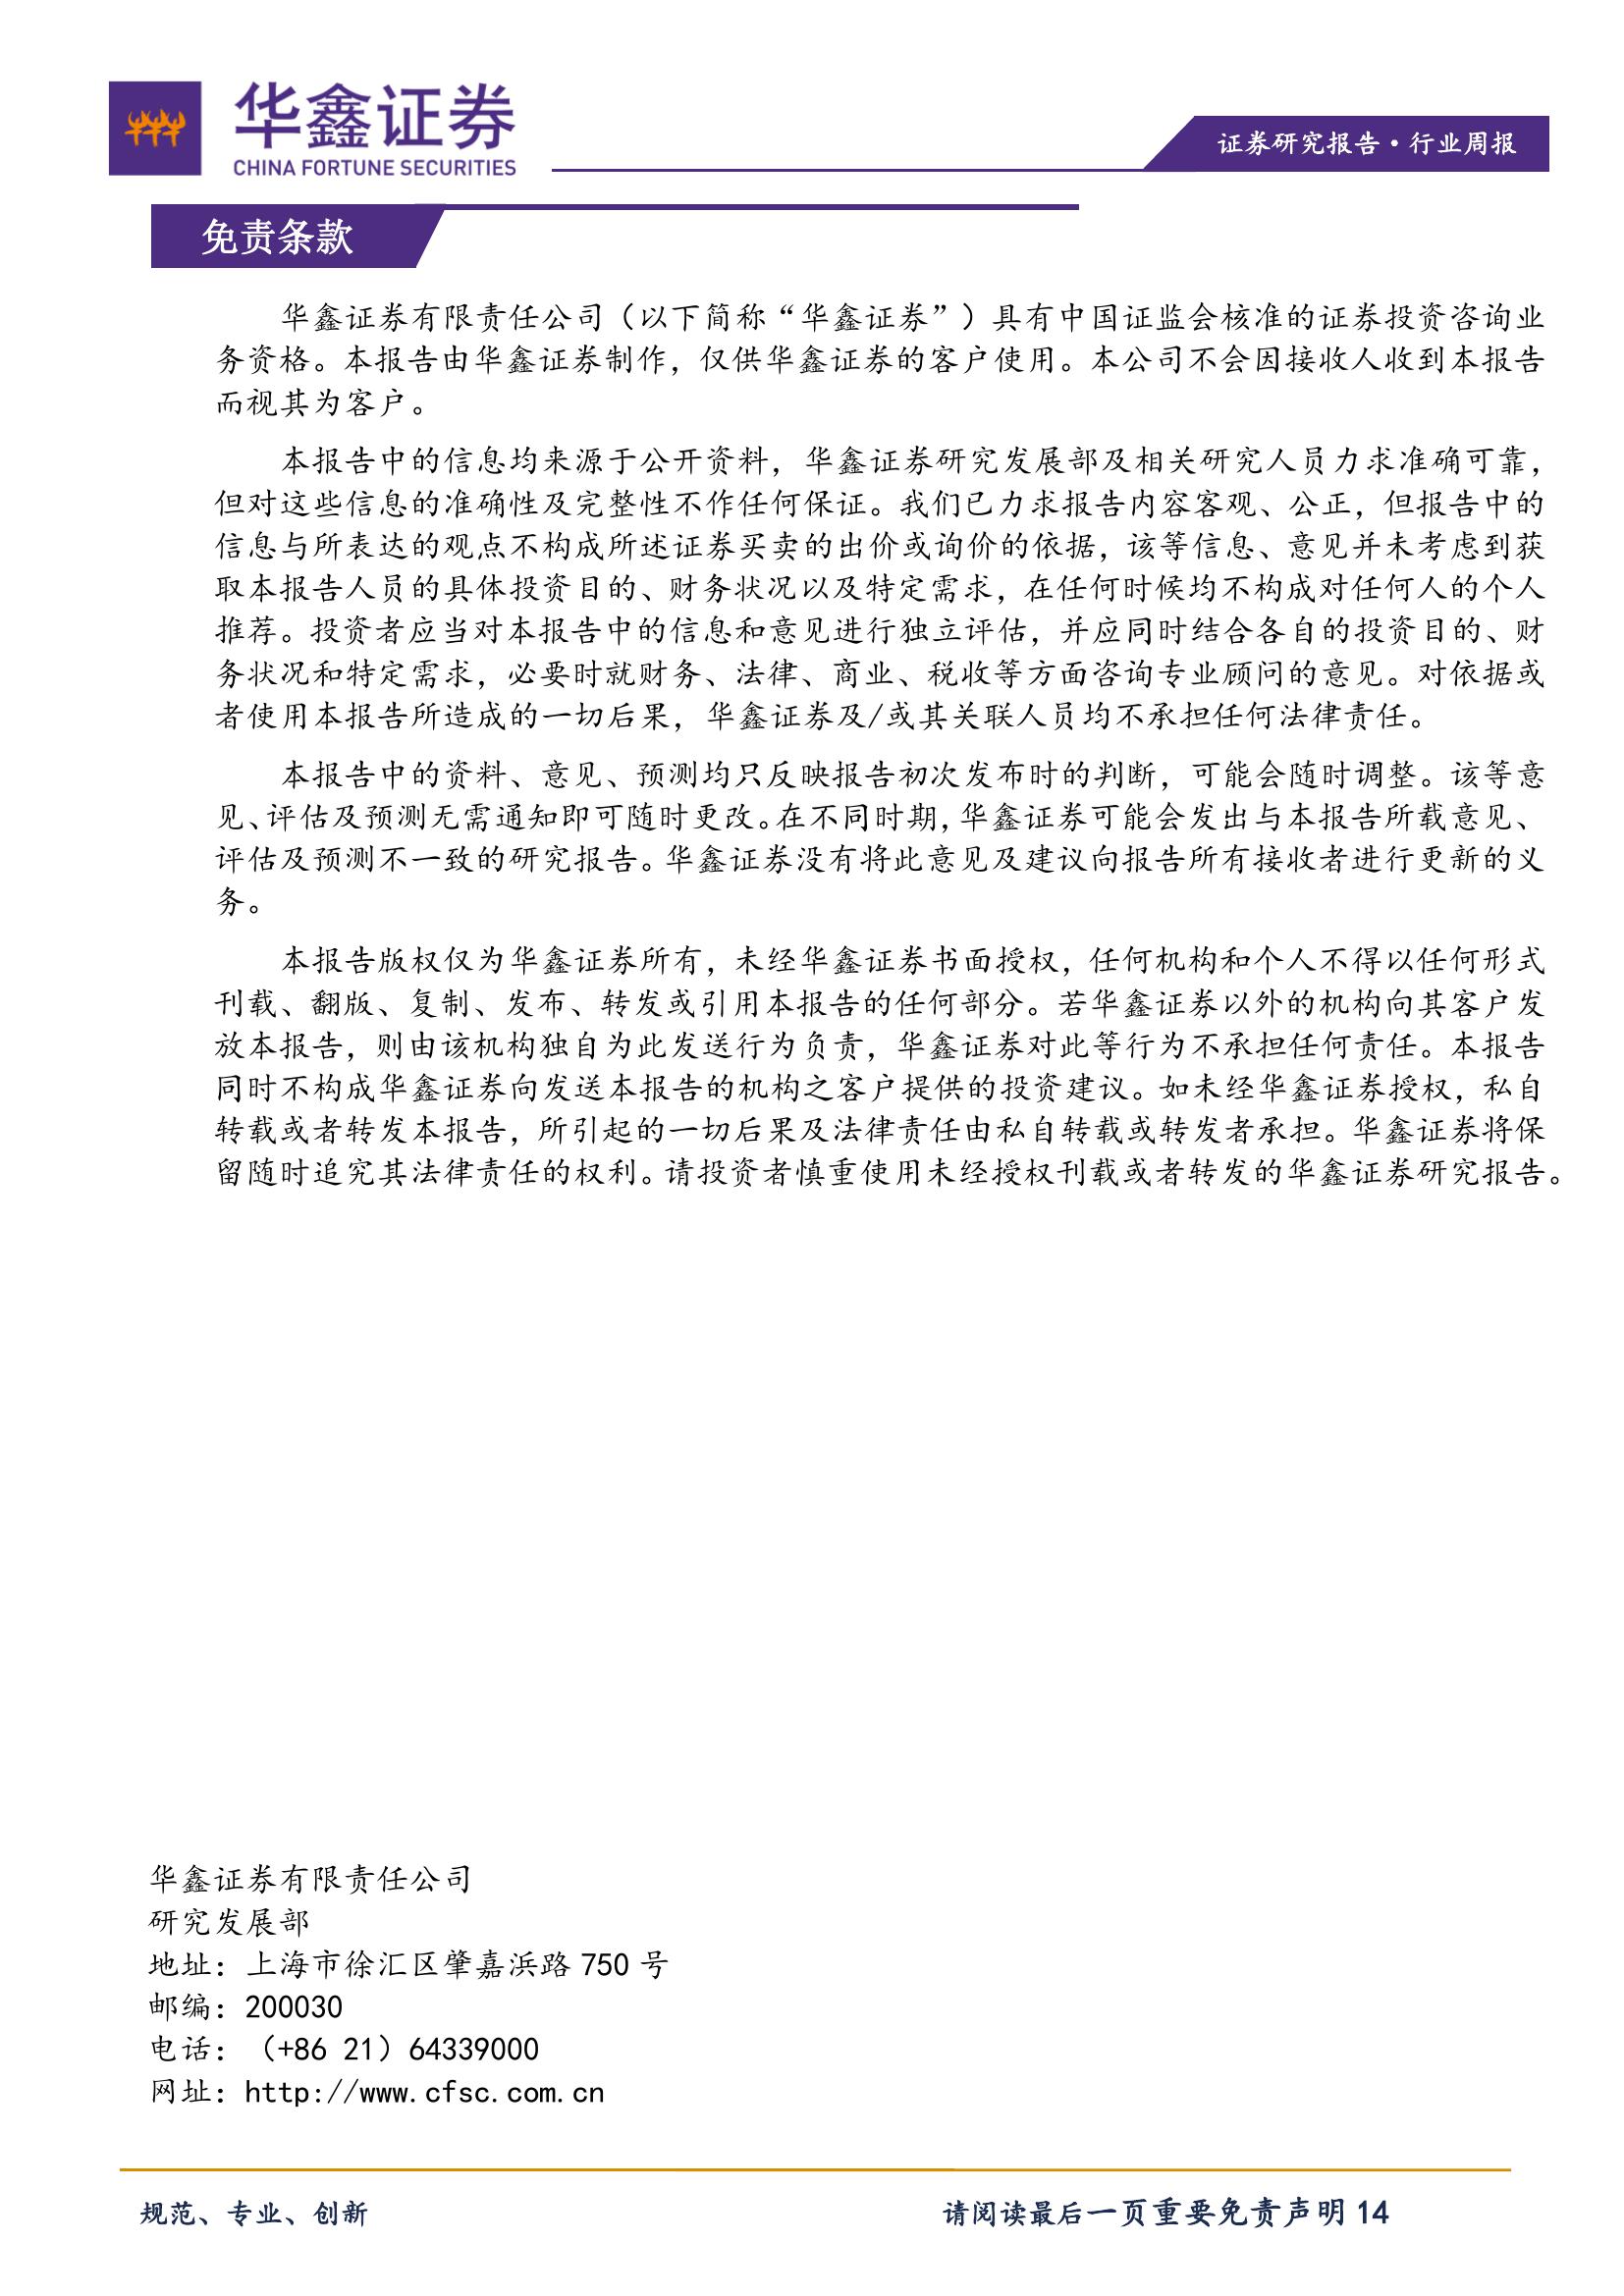 华鑫证券
CHINA FORTUNE SECURITIES
证券研究报告·行业周报
免责条款
华鑫证券有限责任公司（以下简称“华鑫证券”）具有中国证监会核准的证券投资咨询业
务资格。本报告由华鑫证券制作，仅供华鑫证券的客户使用。本公司不会因接收人收到本报告
而视其为客户。
本报告中的信息均来源于公开资料，华鑫证券研究发展部及相关研究人员力求准确可靠，
但对这些信息的准确性及完整性不作任何保证。我们已力求报告内容客观、公正，但报告中的
信息与所表达的观点不构成所述证券买卖的出价或询价的依据，该等信息、意见并未考虑到获
取本报告人员的具体投资目的、财务状况以及特定需求，在任何时候均不构成对任何人的个人
推荐。投资者应当对本报告中的信息和意见进行独立评估，并应同时结合各自的投资目的、财
务状况和特定需求，必要时就财务、法律、商业、税收等方面咨询专业顾问的意见。对依据或
者使用本报告所造成的一切后果，华鑫证券及/或其关联人员均不承担任何法律责任。
本报告中的资料、意见、预测均只反映报告初次发布时的判断，可能会随时调整。该等意
见、评估及预测无需通知即可随时更改。在不同时期，华鑫证券可能会发出与本报告所载意见、
评估及预测不一致的研究报告。华鑫证券没有将此意见及建议向报告所有接收者进行更新的义
务。
本报告版权仅为华鑫证券所有，未经华鑫证券书面授权，任何机构和个人不得以任何形式
刊载、翻版、复制、发布、转发或引用本报告的任何部分。若华鑫证券以外的机构向其客户发
放本报告，则由该机构独自为此发送行为负责，华鑫证券对此等行为不承担任何责任。本报告
同时不构成华鑫证券向发送本报告的机构之客户提供的投资建议。如未经华鑫证券授权，私自
转载或者转发本报告，所引起的一切后果及法律责任由私自转载或转发者承担。华鑫证券将保
留随时追究其法律责任的权利。请投资者慎重使用未经授权刊载或者转发的华鑫证券研究报告。
华鑫证券有限责任公司
研究发展部
地址：上海市徐汇区肇嘉浜路 750 号
邮编：200030
电话：（+86 21）64339000
网址：http://www.cfsc.com.cn
规范、专业、创新
请阅读最后一页重要免责声明 14